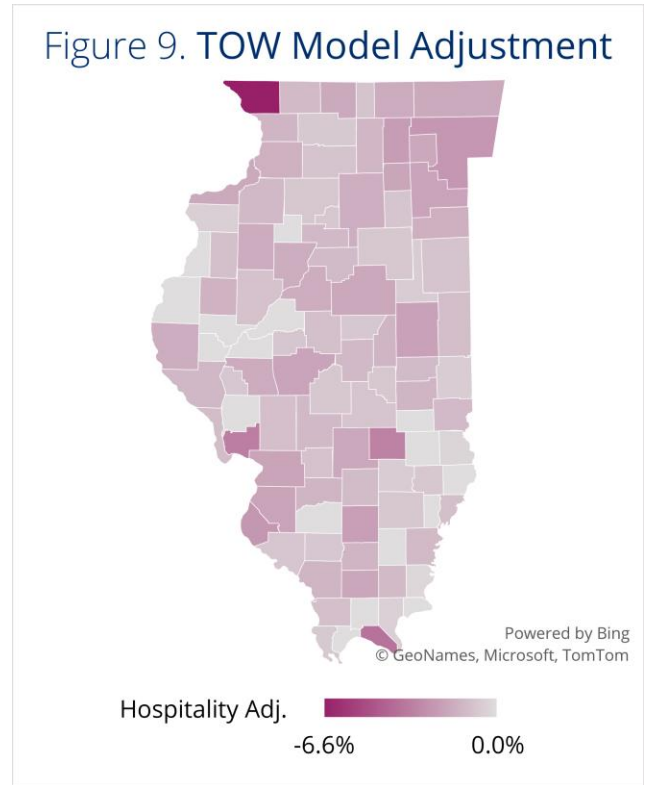 Figure 9. TOW Model Adjustment
Powered by Bing
© GeoNames, Microsoft, TomTom
Hospitality Adj.
-6.6% 0.0%